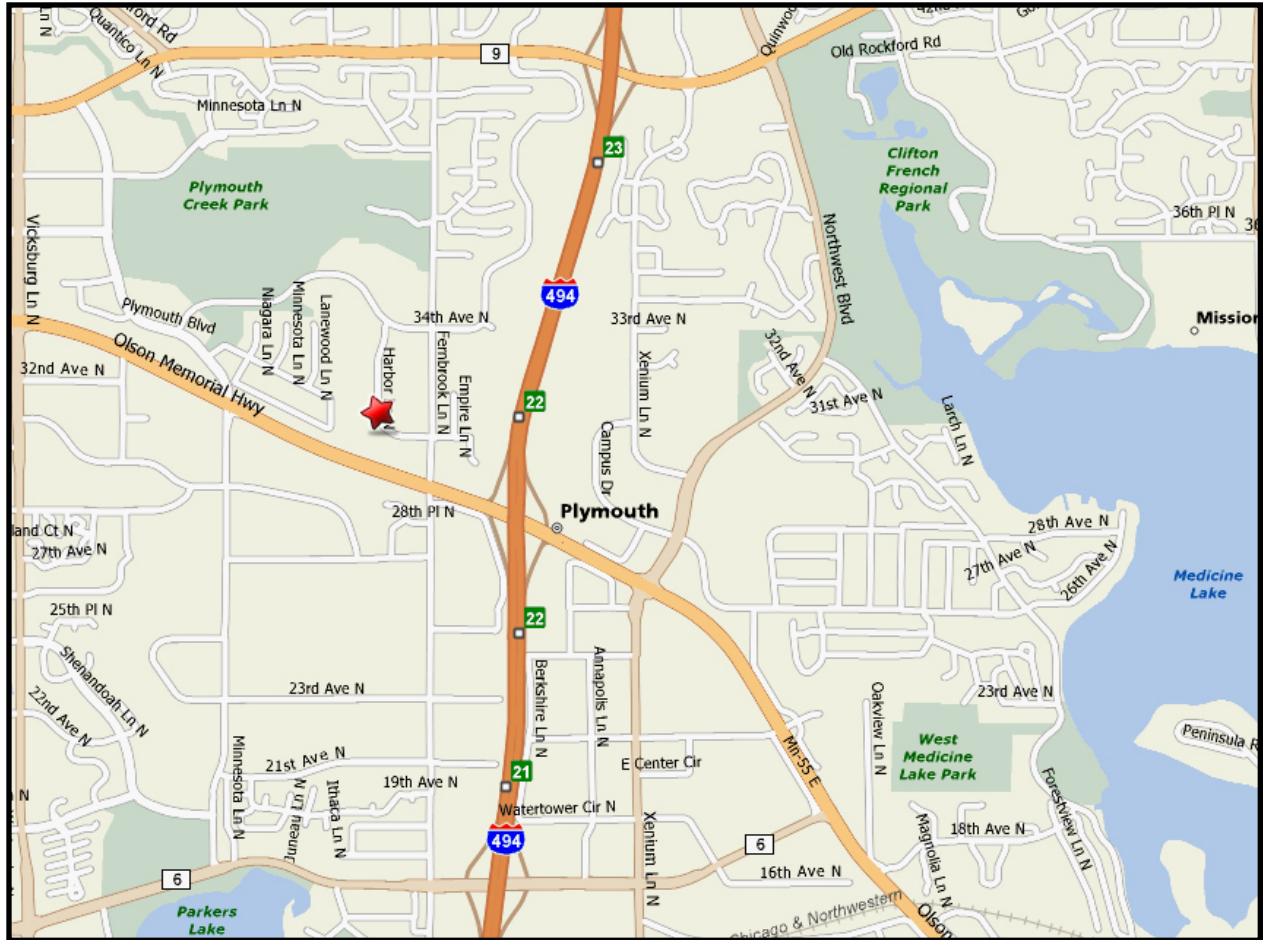 Ln N
Quantico Ln N
ford Rd
9
42nd
Quinwoo
Old Rockford Rd
Minnesota Ln N
23
Clifton
French
Regional
Park
Plymouth
Creek Park
36th Pl N
36
Vicksburg Ln N
Northwest Blvd
494
Plymouth Blvd
Niagara Ln N
Minnesota Ln N
Lanewood Ln N
34th Ave N
33rd Ave N
Mission
Olson Memorial Hwy
32nd Ave N
Harbor
N
Fernbrook Ln N
Empire Ln N
Xenium Ln N
32nd Ave N
31st Ave N
22
Larch Ln N
Campus Dr
28th Pl N
Plymouth
land Ct N
27th Ave N
28th Ave N
27th Ave N
26th Ave N
Medicine
Lake
25th Pl N
22
Shenandoah Ln N
22nd Ave N
23rd Ave N
Berkshire Ln N
Annapolis Ln N
23rd Ave N
Oakview Ln N
Minnesota Ln N
21st Ave N
E Center Cir
Mn-55 E
West
Medicine
Lake Park
Peninsula R
N
21
19th Ave N
Ithaca Ln N
Watertower Cir N
Xenium Ln N
Forestview Ln N
Magnolia Ln N
18th Ave N
494
6
6
16th Ave N
Parkers
Lake
Chicago & Northwestern
Olson